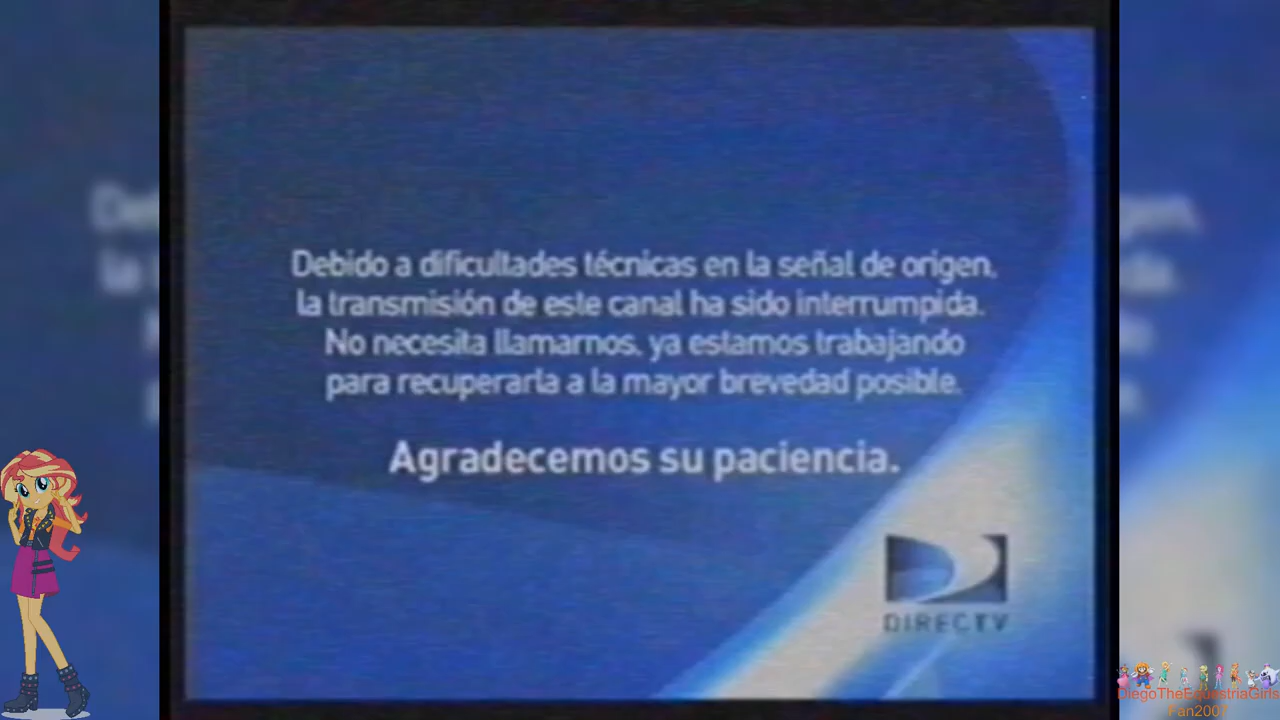 Debido a dificultades técnicas en la señal de origen,
la transmisión de este canal ha sido interrumpida.
No necesita llamarnos, ya estamos trabajando
para recuperarla a la mayor brevedad posible.
Agradecemos su paciencia.
DIRECTV
DiegoTheEquestriaGirls
Fan2007